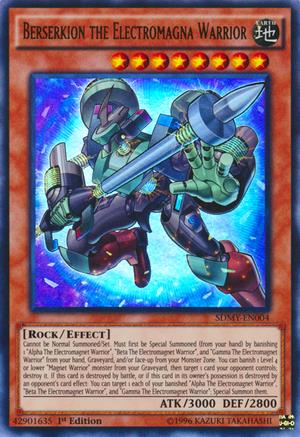 BERSERKION THE ELECTROMAGNA WARRIOR
EARTH
地
SDMY-EN004
[ROCK/EFFECT]
Cannot be Normal Summoned/Set. Must first be Special Summoned (from your hand) by banishing
1 "Alpha The Electromagnet Warrior", "Beta The Electromagnet Warrior", and "Gamma The Electromagnet
Warrior" from your hand, Graveyard, and/or face-up from your Monster Zone. You can banish 1 Level 4
or lower "Magnet Warrior" monster from your Graveyard, then target 1 card your opponent controls;
destroy it. If this card is destroyed by battle, or if this card in its owner's possession is destroyed by
an opponent's card effect: You can target 1 each of your banished "Alpha The Electromagnet Warrior",
"Beta The Electromagnet Warrior", and "Gamma The Electromagnet Warrior"; Special Summon them.
ATK/3000 DEF/2800
42901635 1st Edition ©1996 KAZUKI TAKAHASHI